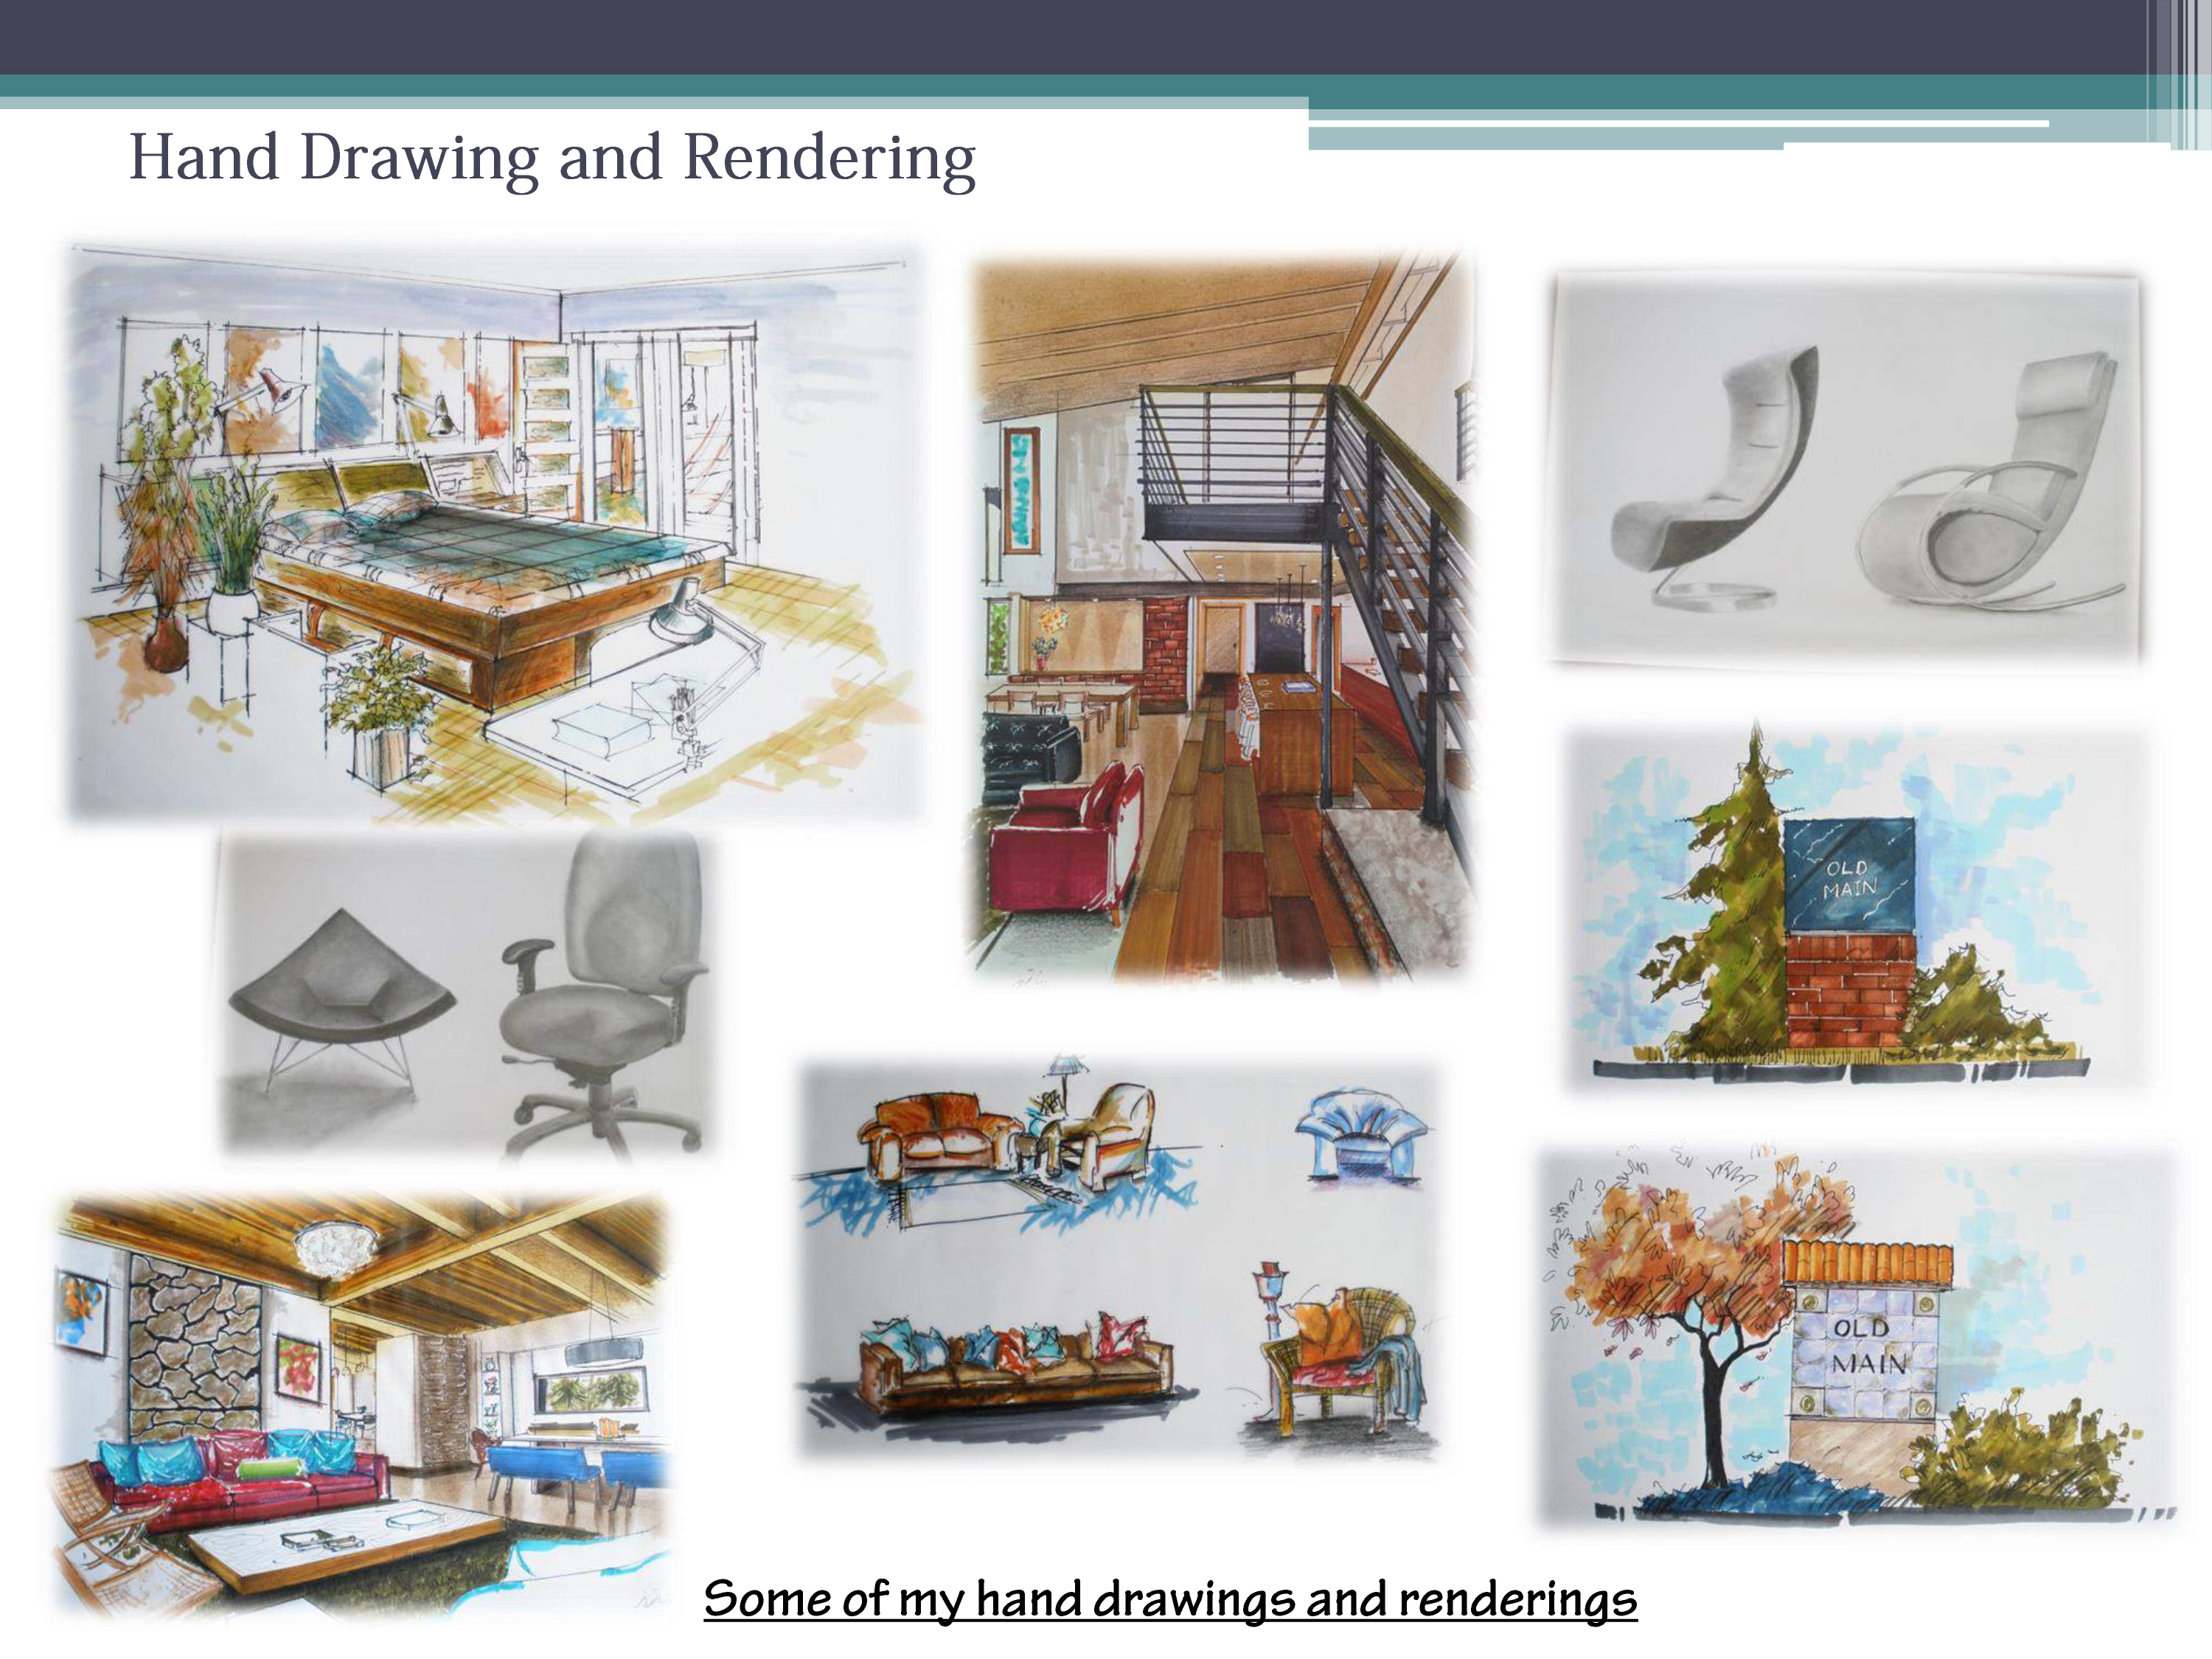 Hand Drawing and Rendering
OLD
MAIN
OLD
MAIN
Some of my hand drawings and renderings